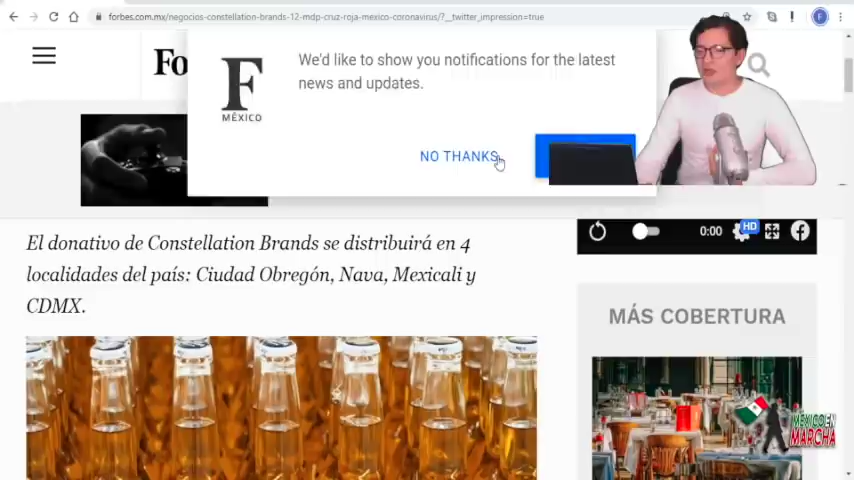 forbes.com.mx/negocios-constellation-brands-12-mdp-cruz-roja-mexico-coronavirus/?__twitter_impression=true
F
Fo
F
MÉXICO
We'd like to show you notifications for the latest
news and updates.
NO THANKS
El donativo de Constellation Brands se distribuirá en 4
localidades del país: Ciudad Obregón, Nava, Mexicali y
CDMX.
0:00
HD
MÁS COBERTURA
MÉXICO EN
MARCHA